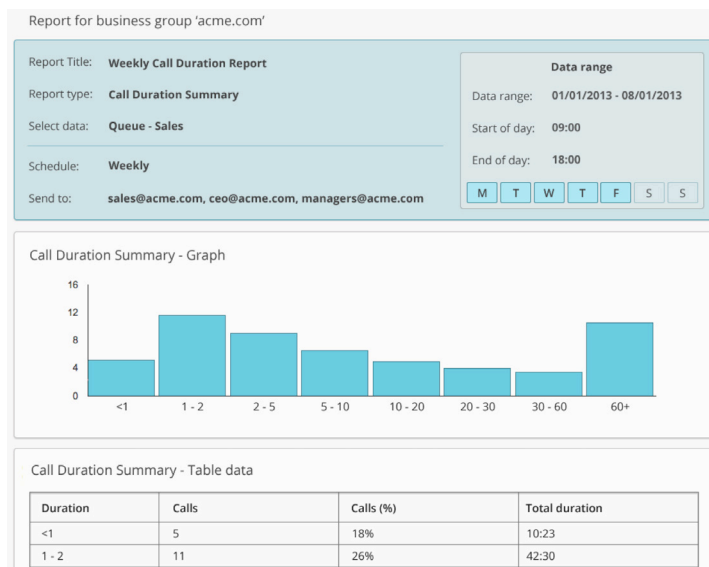 Report for business group 'acme.com'
Report Title: Weekly Call Duration Report
Report type: Call Duration Summary
Select data: Queue - Sales
Schedule: Weekly
Send to: sales@acme.com, ceo@acme.com, managers@acme.com
Data range
Data range: 01/01/2013 - 08/01/2013
Start of day: 09:00
End of day: 18:00
M T W T F S S
Call Duration Summary - Graph
16
12
8
4
0
<1 1 - 2 2 - 5 5 - 10 10 - 20 20 - 30 30 - 60 60+
Call Duration Summary - Table data
Duration Calls Calls (%) Total duration
<1 5 18% 10:23
1 - 2 11 26% 42:30